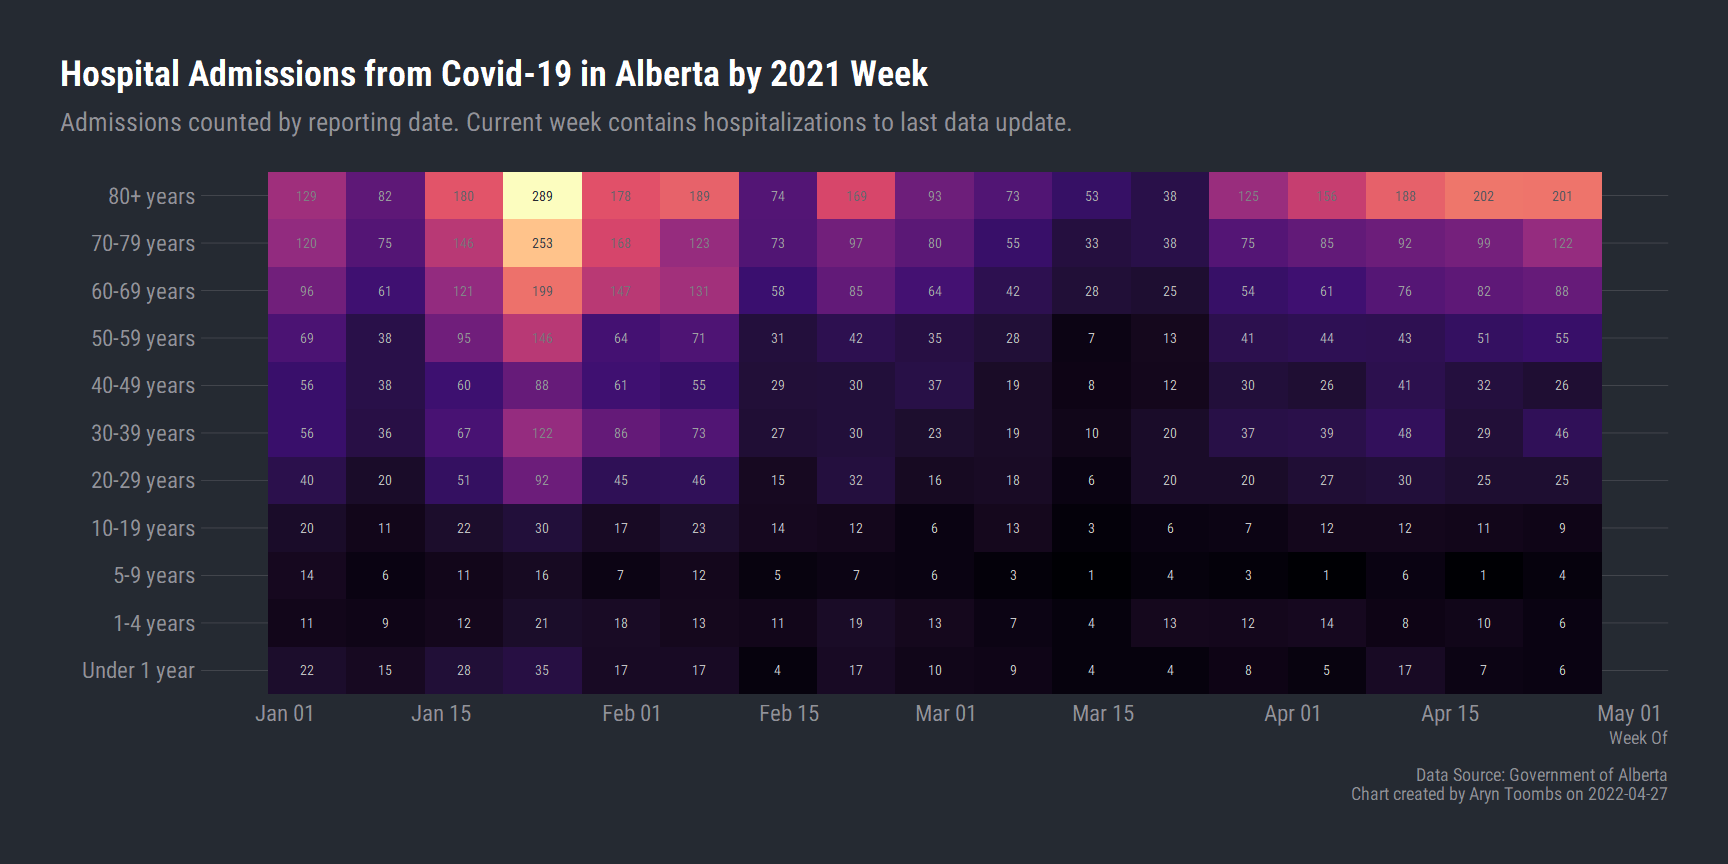 Hospital Admissions from Covid-19 in Alberta by 2021 Week
Admissions counted by reporting date. Current week contains hospitalizations to last data update.
80+ years 129 82 180 289 178 189 74 169 93 73 53 38 125 188 202 201
70-79 years 120 75 146 253 168 123 73 97 80 55 33 38 75 85 92 99 122
60-69 years 96 61 121 199 147 131 58 85 64 42 28 25 54 61 76 82 88
50-59 years 69 38 95 146 64 71 31 42 35 28 7 13 41 44 43 51 55
40-49 years 56 38 60 88 61 55 29 30 37 19 8 12 30 26 41 32 26
30-39 years 56 36 67 122 86 73 27 30 23 19 10 20 37 39 48 29 46
20-29 years 40 20 51 92 45 46 15 32 16 18 6 20 20 27 30 25 25
10-19 years 20 11 22 30 17 23 14 12 6 13 3 6 7 12 12 11 9
5-9 years 14 6 11 16 7 12 5 7 6 3 1 4 3 1 6 1 4
1-4 years 11 9 12 21 18 13 11 19 13 7 4 13 12 14 8 10 6
Under 1 year 22 15 28 35 17 17 4 17 10 9 4 4 8 5 17 7 6
Jan 01 Jan 15 Feb 01 Feb 15 Mar 01 Mar 15 Apr 01 Apr 15 May 01
Week Of
Data Source: Government of Alberta
Chart created by Aryn Toombs on 2022-04-27